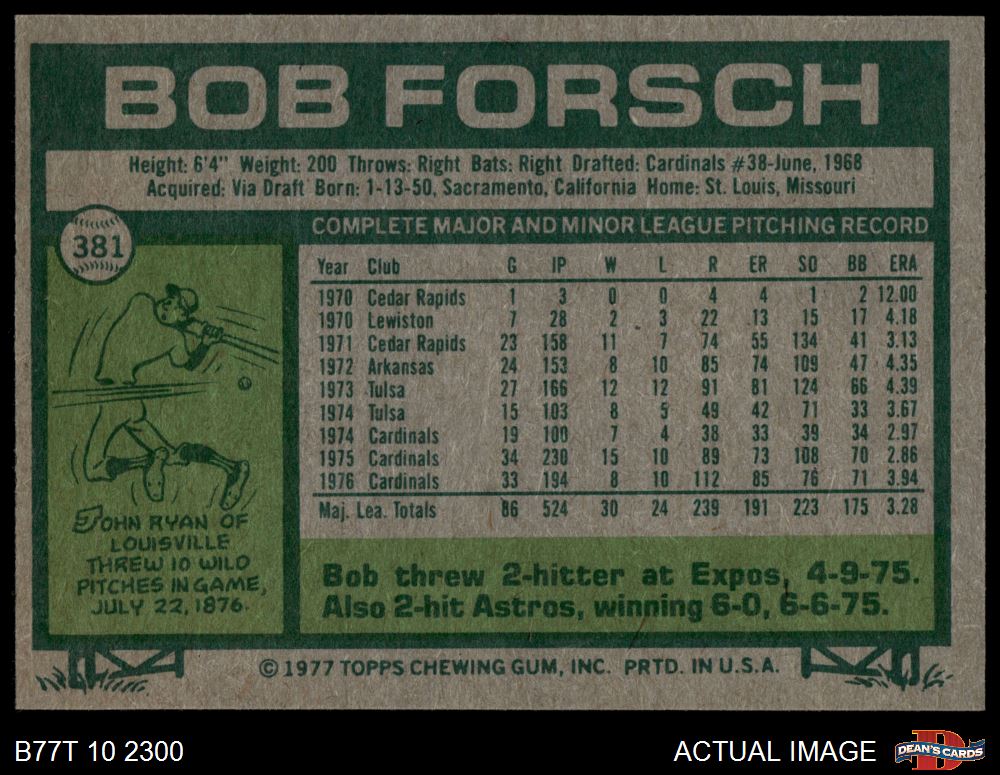 BOB FORSCH
Height: 6'4" Weight: 200 Throws: Right Bats: Right Drafted: Cardinals #38-June, 1968
Acquired: Via Draft Born: 1-13-50, Sacramento, California Home: St. Louis, Missouri
381
COMPLETE MAJOR AND MINOR LEAGUE PITCHING RECORD
Year Club G IP W L R ER SO BB ERA
1970 Cedar Rapids 1 3 0 0 4 4 1 2 12.00
1970 Lewiston 7 28 2 3 22 13 15 17 4.18
1971 Cedar Rapids 23 158 11 7 74 55 134 41 3.13
1972 Arkansas 24 153 8 10 85 74 109 47 4.35
1973 Tulsa 27 166 12 12 91 81 124 66 4.39
1974 Tulsa 15 103 8 5 49 42 71 33 3.67
1974 Cardinals 19 100 7 4 38 33 39 34 2.97
1975 Cardinals 34 230 15 10 89 73 108 70 2.86
1976 Cardinals 33 194 8 10 112 85 76 71 3.94
Maj. Lea. Totals 86 524 30 24 239 191 223 175 3.28
JOHN RYAN OF
LOUISVILLE
THREW 10 WILD
PITCHES IN GAME,
JULY 22, 1876.
Bob threw 2-hitter at Expos, 4-9-75.
Also 2-hit Astros, winning 6-0, 6-6-75.
© 1977 TOPPS CHEWING GUM, INC. PRTD. IN U.S.A.
B77T 10 2300
ACTUAL IMAGE
D
DEAN'S CARDS